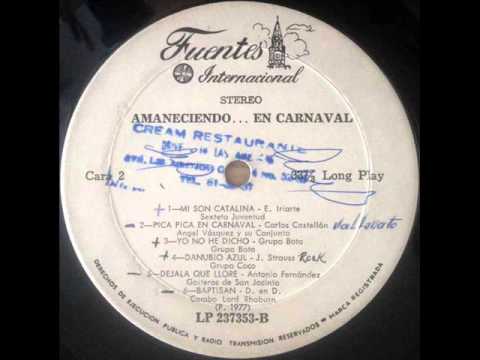 Fuentes
Internacional
STEREO
AMANECIENDO... EN CARNAVAL
CREAM RESTAURANTE
Cara 2
33⅓ Long Play
TEL.
+ 1—MI SON CATALINA - E. Iriarte
Sexteto Juventud
- 2—PICA PICA EN CARNAVAL - Carlos Castellón Vallenato
Angel Vásquez y su Conjunto
+ 3—YO NO HE DICHO - Grupo Bota
Grupo Bota
+ 4—DANUBIO AZUL - J. Strauss Rock
Grupo Coco
- 5—DEJALA QUE LLORE - Antonio Fernández
Gaiteros de San Jacinto
- 6—BAPTISAN - D. en D.
Combo Lord Rhaburn
(P. 1977)
LP 237353-B
DERECHOS DE EJECUCION PUBLICA Y RADIO TRANSMISION RESERVADOS - MARCA REGISTRADA